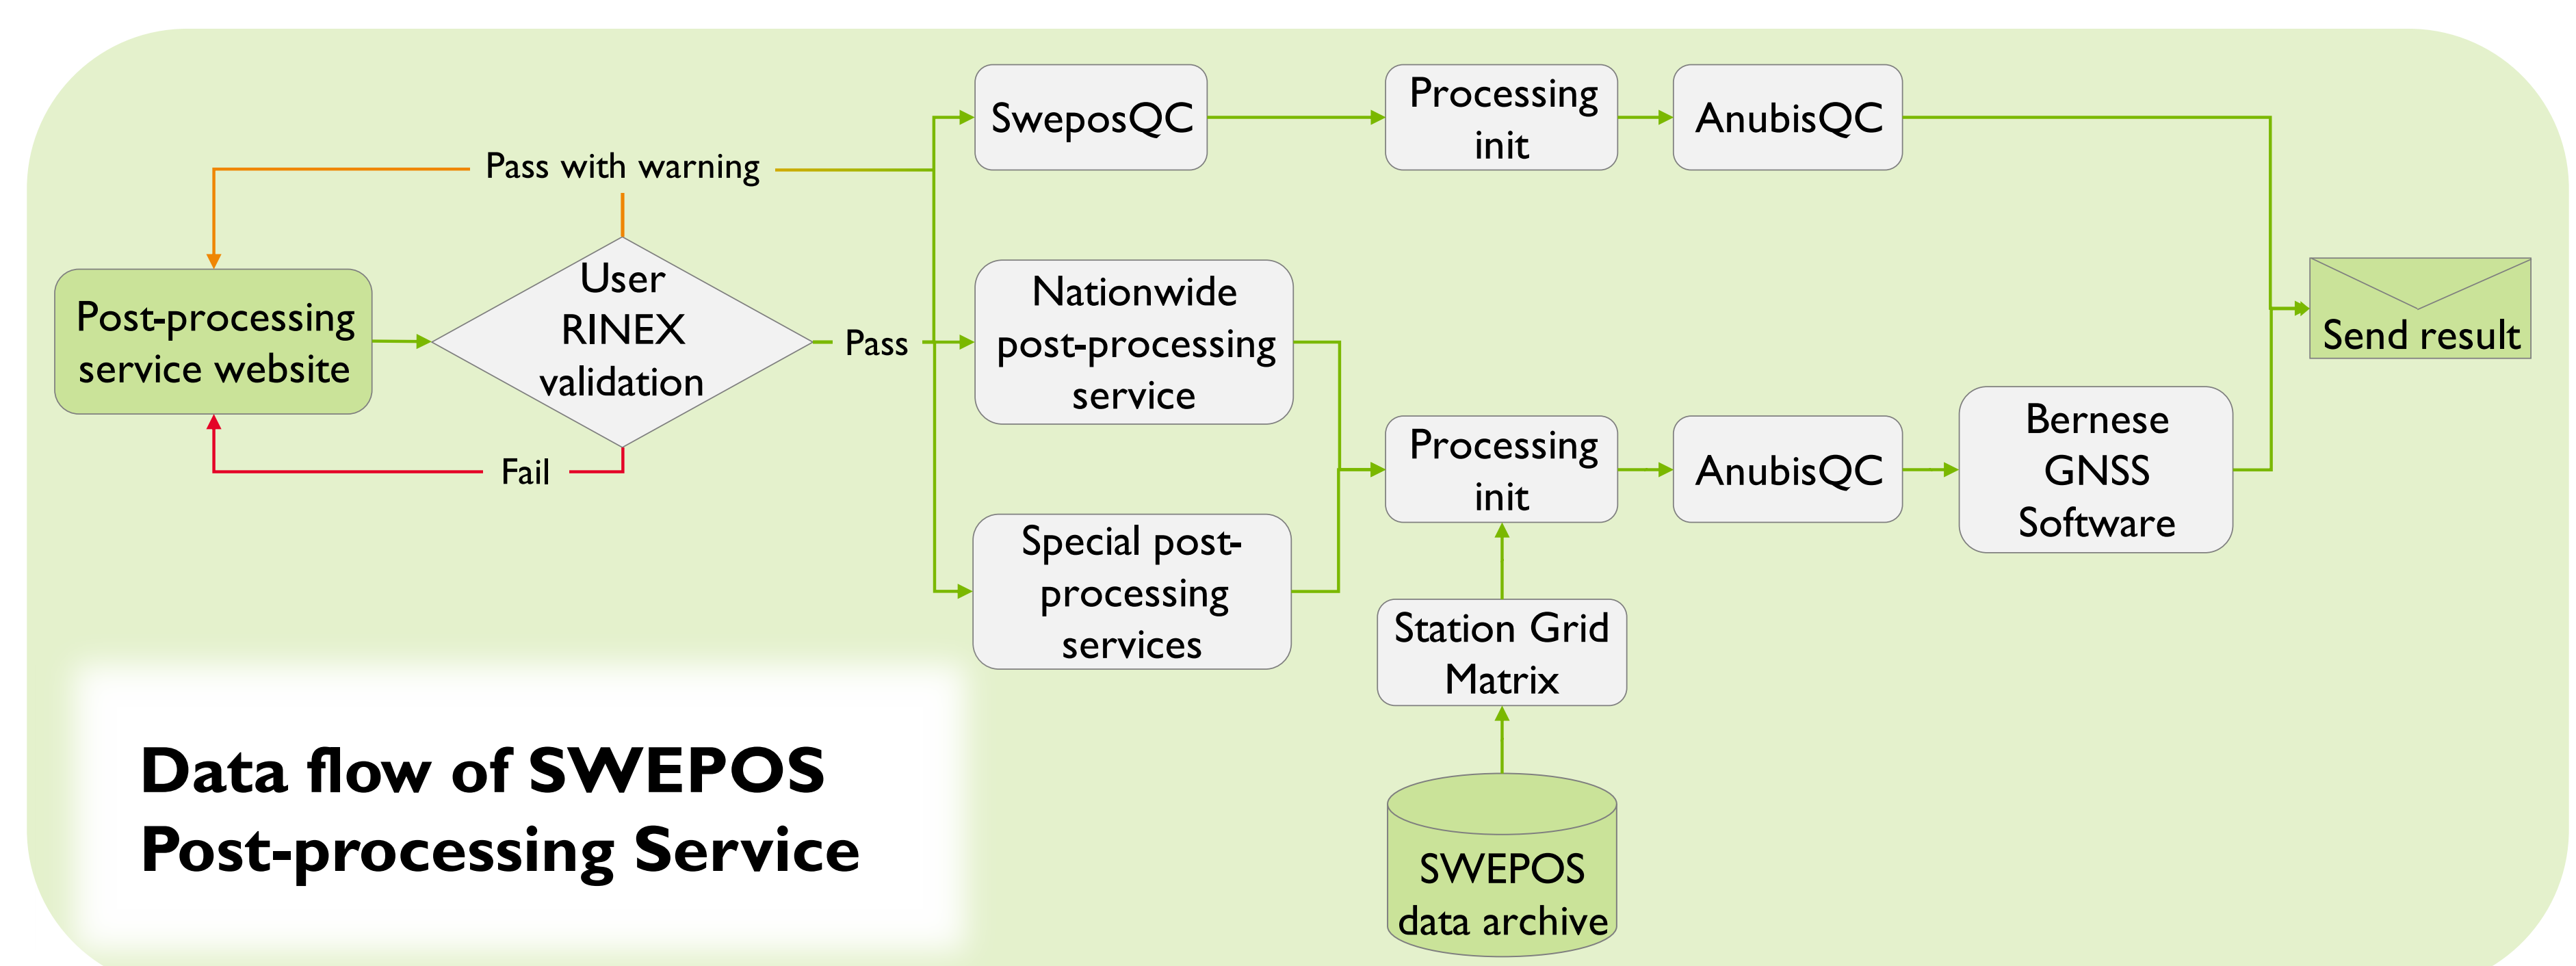 SweposQC
Processing
init
AnubisQC
Pass with warning
Post-processing
service website
User
RINEX
validation
Pass
Fail
Nationwide
post-processing
service
Special post-
processing
services
Processing
init
AnubisQC
Bernese
GNSS
Software
Send result
Station Grid
Matrix
SWEPOS
data archive
Data flow of SWEPOS
Post-processing Service